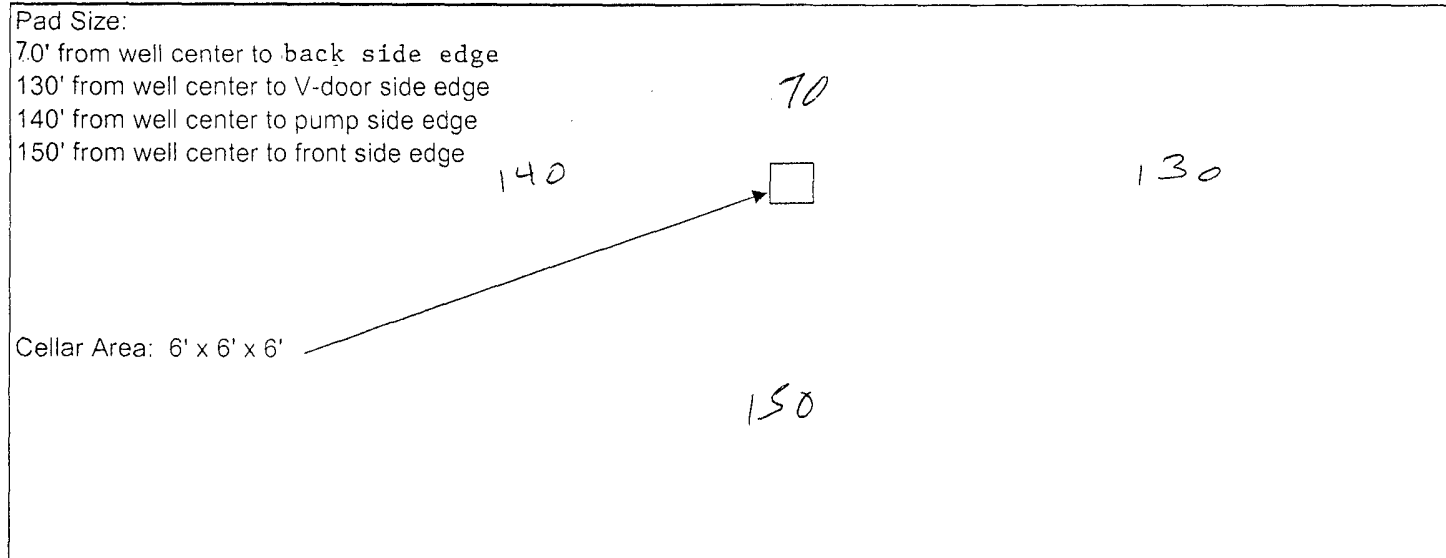 Pad Size:
70' from well center to back side edge
130' from well center to V-door side edge
140' from well center to pump side edge
150' from well center to front side edge
70
140
130
Cellar Area: 6' x 6' x 6'
150